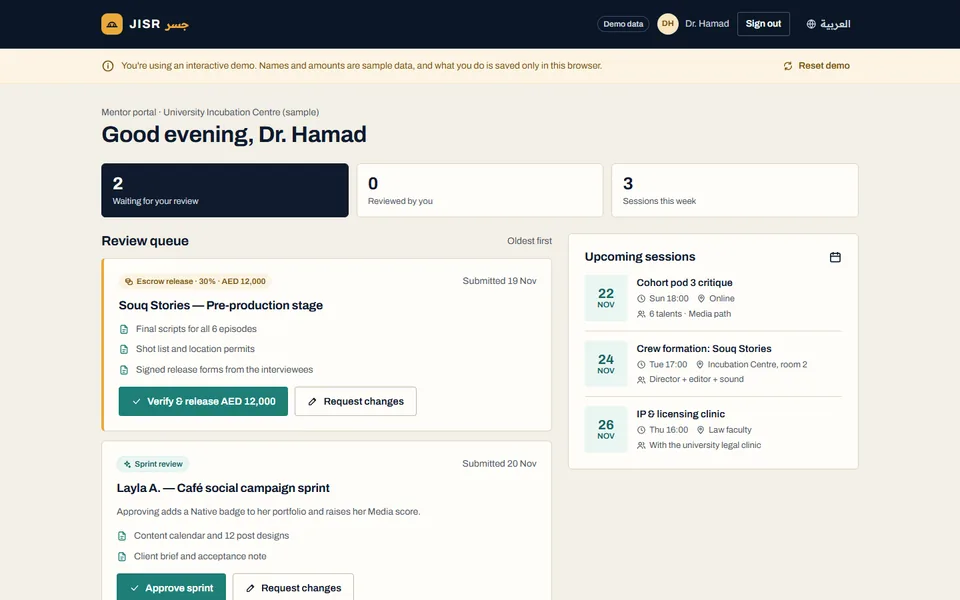 JISR جسر
Demo data
DH
Dr. Hamad
Sign out
العربية
You're using an interactive demo. Names and amounts are sample data, and what you do is saved only in this browser.
Reset demo
Mentor portal · University Incubation Centre (sample)
Good evening, Dr. Hamad
2
Waiting for your review
0
Reviewed by you
3
Sessions this week
Review queue
Oldest first
Escrow release · 30% · AED 12,000
Submitted 19 Nov
Souq Stories — Pre-production stage
Final scripts for all 6 episodes
Shot list and location permits
Signed release forms from the interviewees
Verify & release AED 12,000
Request changes
Sprint review
Submitted 20 Nov
Layla A. — Café social campaign sprint
Approving adds a Native badge to her portfolio and raises her Media score.
Content calendar and 12 post designs
Client brief and acceptance note
Approve sprint
Request changes
Upcoming sessions
22
NOV
Cohort pod 3 critique
Sun 18:00 Online
6 talents · Media path
24
NOV
Crew formation: Souq Stories
Tue 17:00 Incubation Centre, room 2
Director + editor + sound
26
NOV
IP & licensing clinic
Thu 16:00 Law faculty
With the university legal clinic